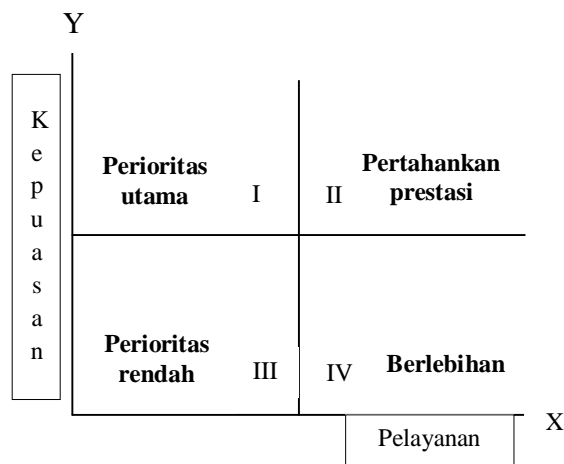 Y
K
e
p
u
a
s
a
n
Perioritas
utama
I
II
Pertahankan
prestasi
Perioritas
rendah
III
IV
Berlebihan
X
Pelayanan